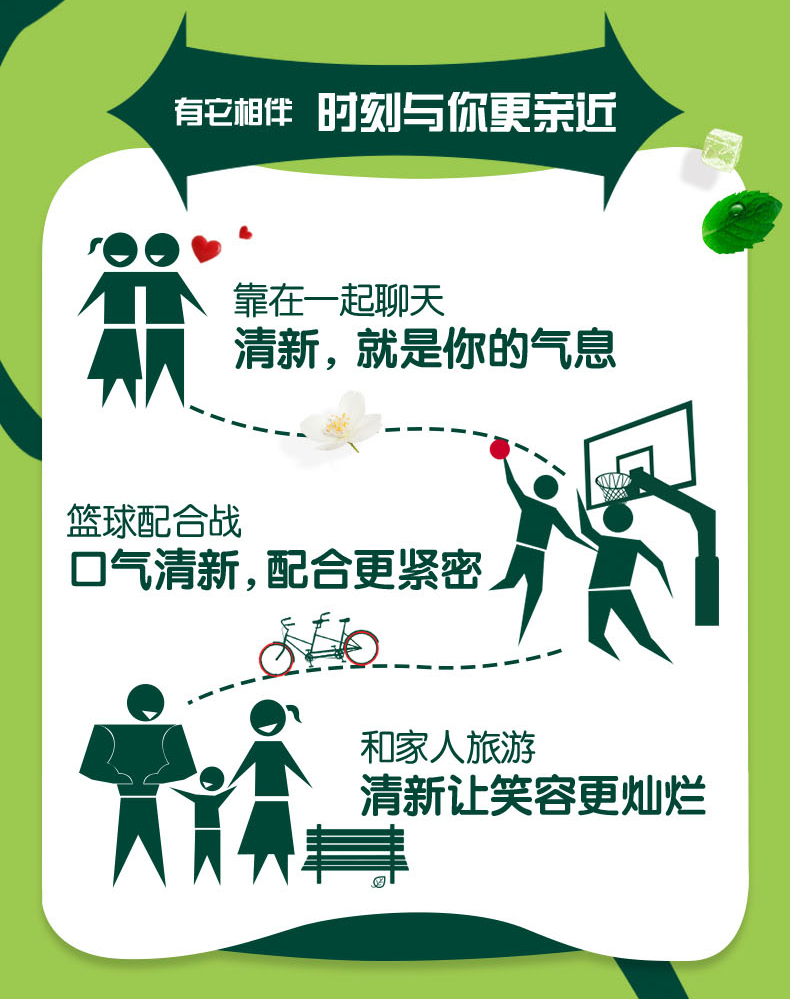 有它相伴 时刻与你更亲近
靠在一起聊天
清新，就是你的气息
篮球配合战
口气清新，配合更紧密
和家人旅游
清新让笑容更灿烂